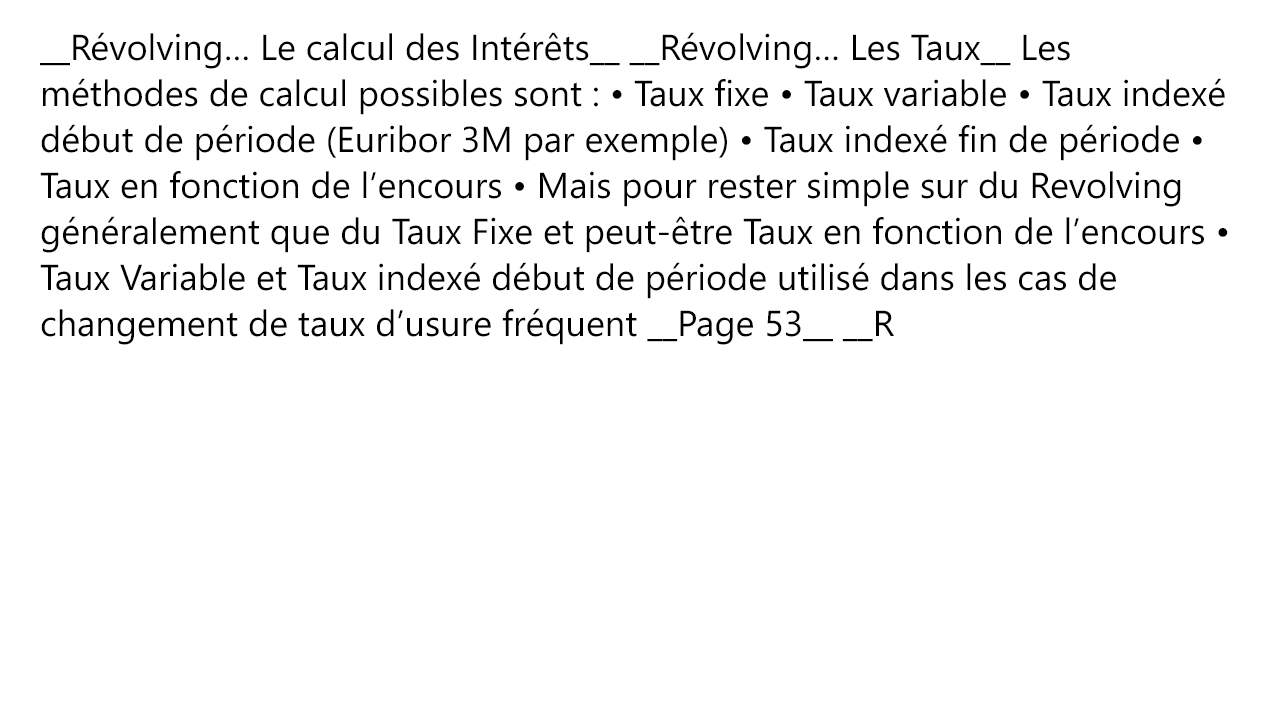 __Révolving… Le calcul des Intérêts__ __Révolving… Les Taux__ Les
méthodes de calcul possibles sont : • Taux fixe • Taux variable • Taux indexé
début de période (Euribor 3M par exemple) • Taux indexé fin de période •
Taux en fonction de l’encours • Mais pour rester simple sur du Revolving
généralement que du Taux Fixe et peut-être Taux en fonction de l’encours •
Taux Variable et Taux indexé début de période utilisé dans les cas de
changement de taux d’usure fréquent __Page 53__ __R